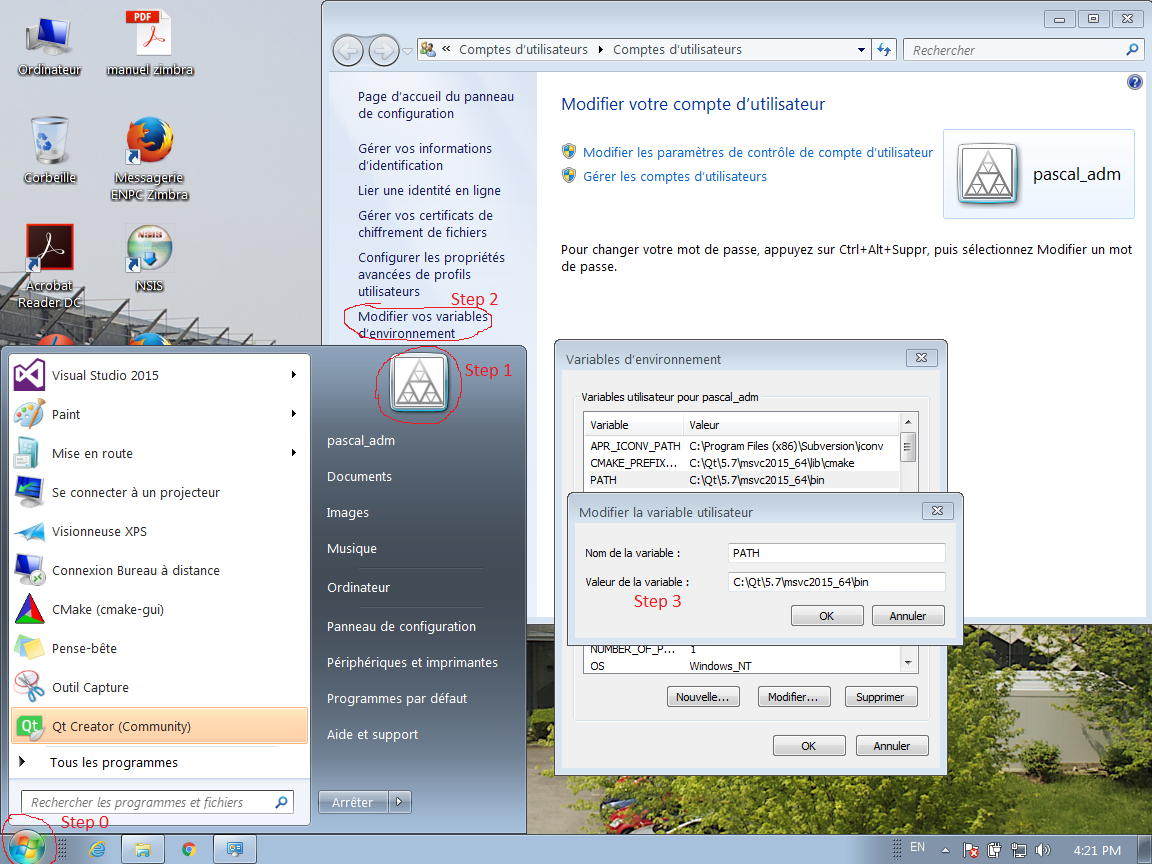 Ordinateur
PDF
manuel zimbra
Corbeille
Messagerie
ENPC Zimbra
Acrobat
Reader DC
NSIS
NSIS
« Comptes d'utilisateurs
Comptes d'utilisateurs
Rechercher
Page d'accueil du panneau
de configuration
Gérer vos informations
d'identification
Lier une identité en ligne
Gérer vos certificats de
chiffrement de fichiers
Configurer les propriétés
avancées de profils
utilisateurs
Step 2
Modifier vos variables
d'environnement
Modifier votre compte d'utilisateur
Modifier les paramètres de contrôle de compte d'utilisateur
Gérer les comptes d'utilisateurs
pascal_adm
Pour changer votre mot de passe, appuyez sur Ctrl+Alt+Suppr, puis sélectionnez Modifier un mot
de passe.
Visual Studio 2015
Paint
Mise en route
Se connecter à un projecteur
Visionneuse XPS
Connexion Bureau à distance
CMake (cmake-gui)
Pense-bête
Outil Capture
Qt
Qt Creator (Community)
Tous les programmes
Rechercher les programmes et fichiers
Step 0
Step 1
pascal_adm
Documents
Images
Musique
Ordinateur
Panneau de configuration
Périphériques et imprimantes
Programmes par défaut
Aide et support
Arrêter
Variables d'environnement
Variables utilisateur pour pascal_adm
Variable Valeur
APR_ICONV_PATH C:\Program Files (x86)\Subversion\iconv
CMAKE_PREFIX... C:\Qt\5.7\msvc2015_64\lib\cmake
PATH C:\Qt\5.7\msvc2015_64\bin
Modifier la variable utilisateur
Nom de la variable : PATH
Valeur de la variable : C:\Qt\5.7\msvc2015_64\bin
Step 3
OK Annuler
NUMBER_OF_P... 1
OS Windows_NT
Nouvelle... Modifier... Supprimer
OK Annuler
EN
4:21 PM